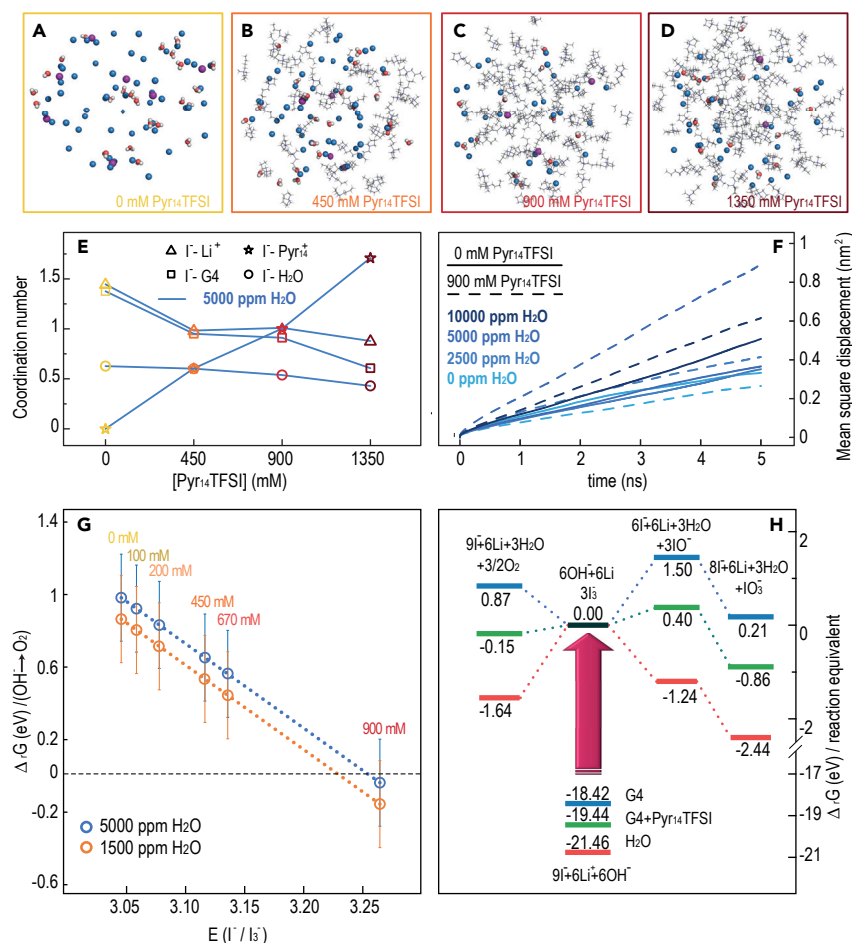 A
0 mM Pyr₁₄TFSI
B
450 mM Pyr₁₄TFSI
C
900 mM Pyr₁₄TFSI
D
1350 mM Pyr₁₄TFSI
E
I⁻- Li⁺
I⁻- Pyr₁₄⁺
I⁻- G4
I⁻- H₂O
5000 ppm H₂O
Coordination number
1.5
1
0.5
0
0
450
900
1350
[Pyr₁₄TFSI] (mM)
F
0 mM Pyr₁₄TFSI
900 mM Pyr₁₄TFSI
10000 ppm H₂O
5000 ppm H₂O
2500 ppm H₂O
0 ppm H₂O
1
0.8
0.6
0.4
0.2
0
Mean square displacement (nm²)
0
1
2
3
4
5
time (ns)
G
0 mM
100 mM
200 mM
450 mM
670 mM
900 mM
5000 ppm H₂O
1500 ppm H₂O
Δ ᵣG (eV) /(OH⁻→O₂)
1.4
1
0.6
0.2
0
-0.2
-0.6
3.05
3.10
3.15
3.20
3.25
E (I⁻ / I₃⁻)
H
9I⁻+6Li+3H₂O
+3/2O₂
0.87
-0.15
-1.64
6OH⁻+6Li
3I₃⁻
0.00
6I⁻+6Li+3H₂O
+3IO⁻
1.50
0.40
-1.24
8I⁻+6Li+3H₂O
+IO₃⁻
0.21
-0.86
-2.44
-18.42 G4
-19.44 G4+Pyr₁₄TFSI
-21.46 H₂O
9I⁻+6Li⁺+6OH⁻
2
0
-2
-17
-19
-21
Δ ᵣG (eV) / reaction equivalent